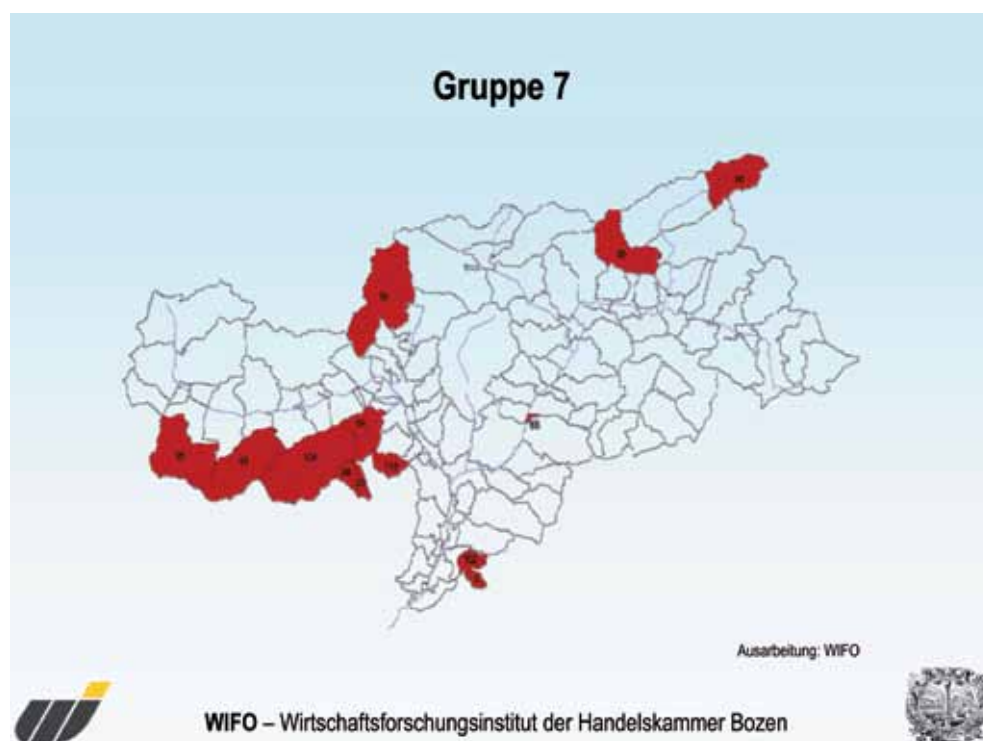 Gruppe 7
Ausarbeitung: WIFO
WIFO – Wirtschaftsforschungsinstitut der Handelskammer Bozen